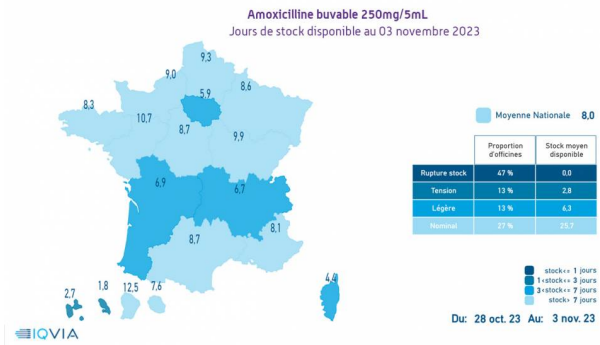 Amoxicilline buvable 250mg/5mL
Jours de stock disponible au 03 novembre 2023
9,3
9,0
8,6
5,9
8,3
10,7
8,7
9,9
6,9
6,7
8,1
8,7
4,4
2,7
1,8
12,5
7,6
Moyenne Nationale 8,0
Proportion d'officines
Stock moyen disponible
Rupture stock 47 % 0,0
Tension 13 % 2,8
Légère 13 % 6,3
Nominal 27 % 25,7
stock<= 1 jours
1<stock<= 3 jours
3<stock<= 7 jours
stock> 7 jours
Du: 28 oct. 23 Au: 3 nov. 23
IQVIA